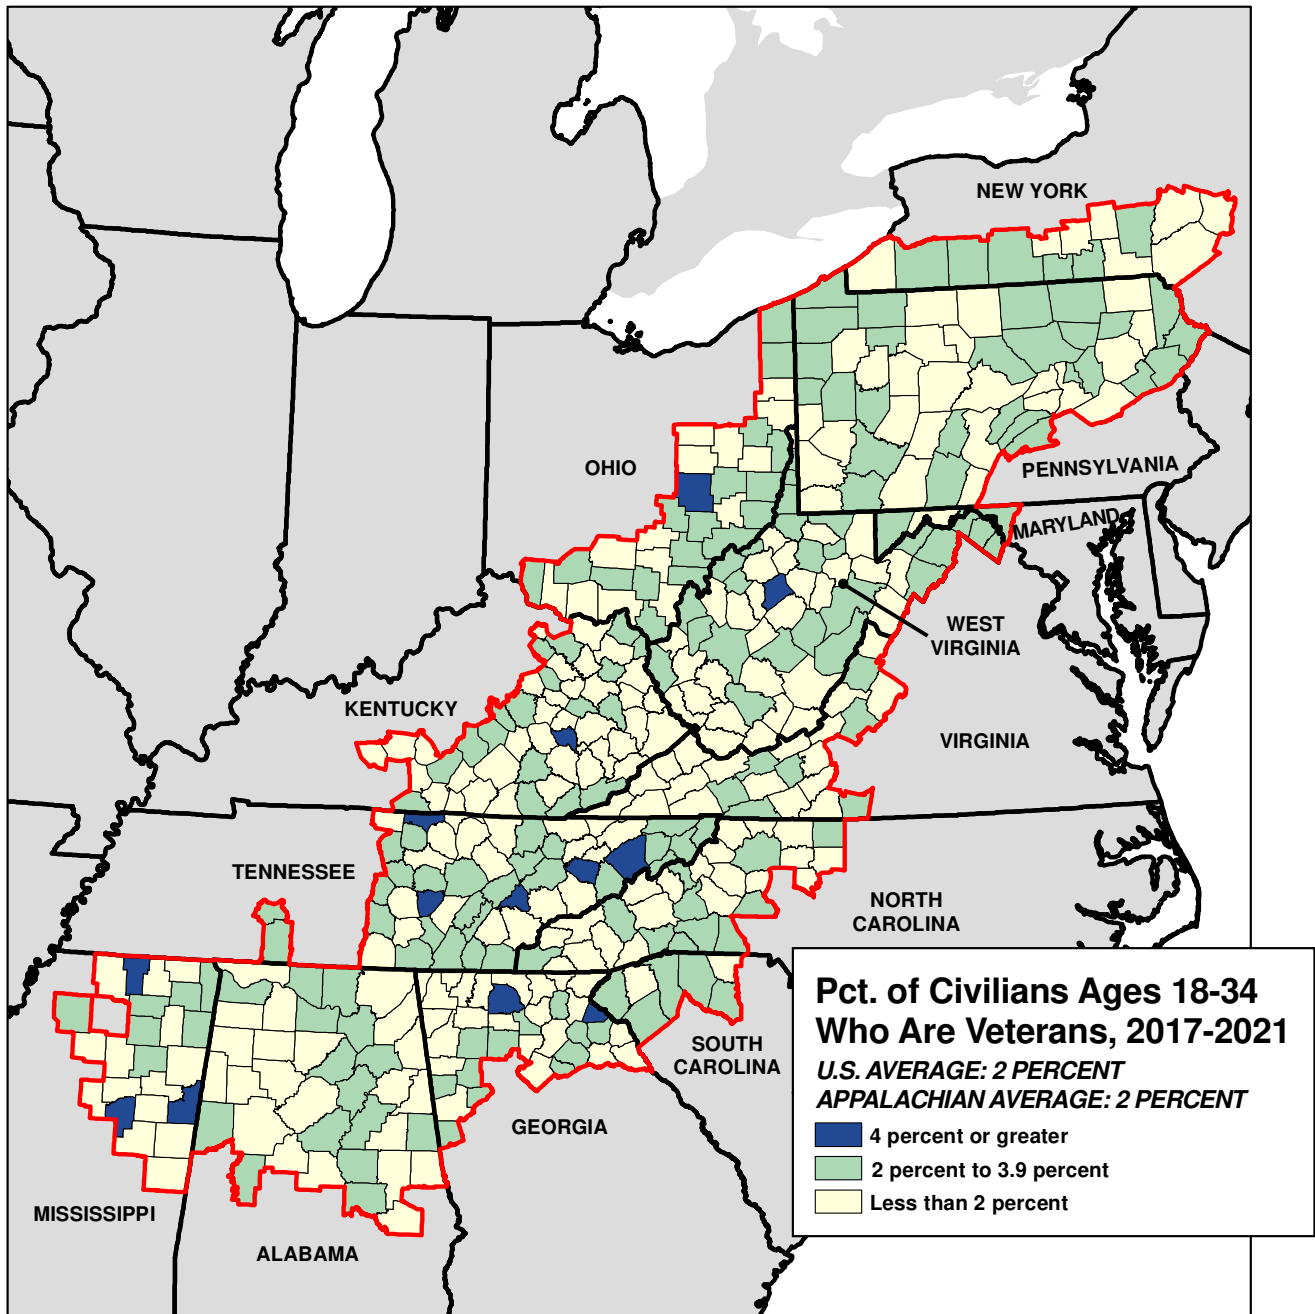 NEW YORK
OHIO
PENNSYLVANIA
MARYLAND
WEST
VIRGINIA
KENTUCKY
VIRGINIA
TENNESSEE
NORTH
CAROLINA
SOUTH
CAROLINA
GEORGIA
MISSISSIPPI
ALABAMA
Pct. of Civilians Ages 18-34
Who Are Veterans, 2017-2021
U.S. AVERAGE: 2 PERCENT
APPALACHIAN AVERAGE: 2 PERCENT
4 percent or greater
2 percent to 3.9 percent
Less than 2 percent